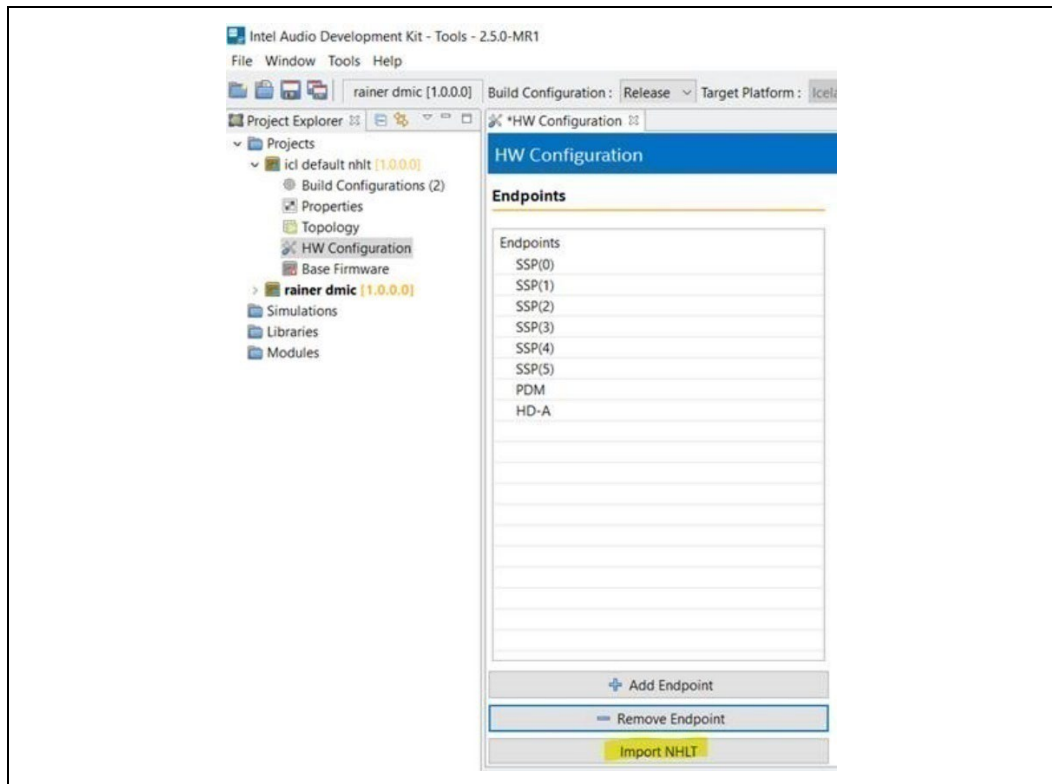 Intel Audio Development Kit - Tools - 2.5.0-MR1
File Window Tools Help
rainer dmic [1.0.0.0] Build Configuration : Release Target Platform :
Project Explorer
Projects
icl default nhlt [1.0.0.0]
Build Configurations (2)
Properties
Topology
HW Configuration
Base Firmware
rainer dmic [1.0.0.0]
Simulations
Libraries
Modules
*HW Configuration
HW Configuration
Endpoints
Endpoints
SSP(0)
SSP(1)
SSP(2)
SSP(3)
SSP(4)
SSP(5)
PDM
HD-A
Add Endpoint
Remove Endpoint
Import NHLT